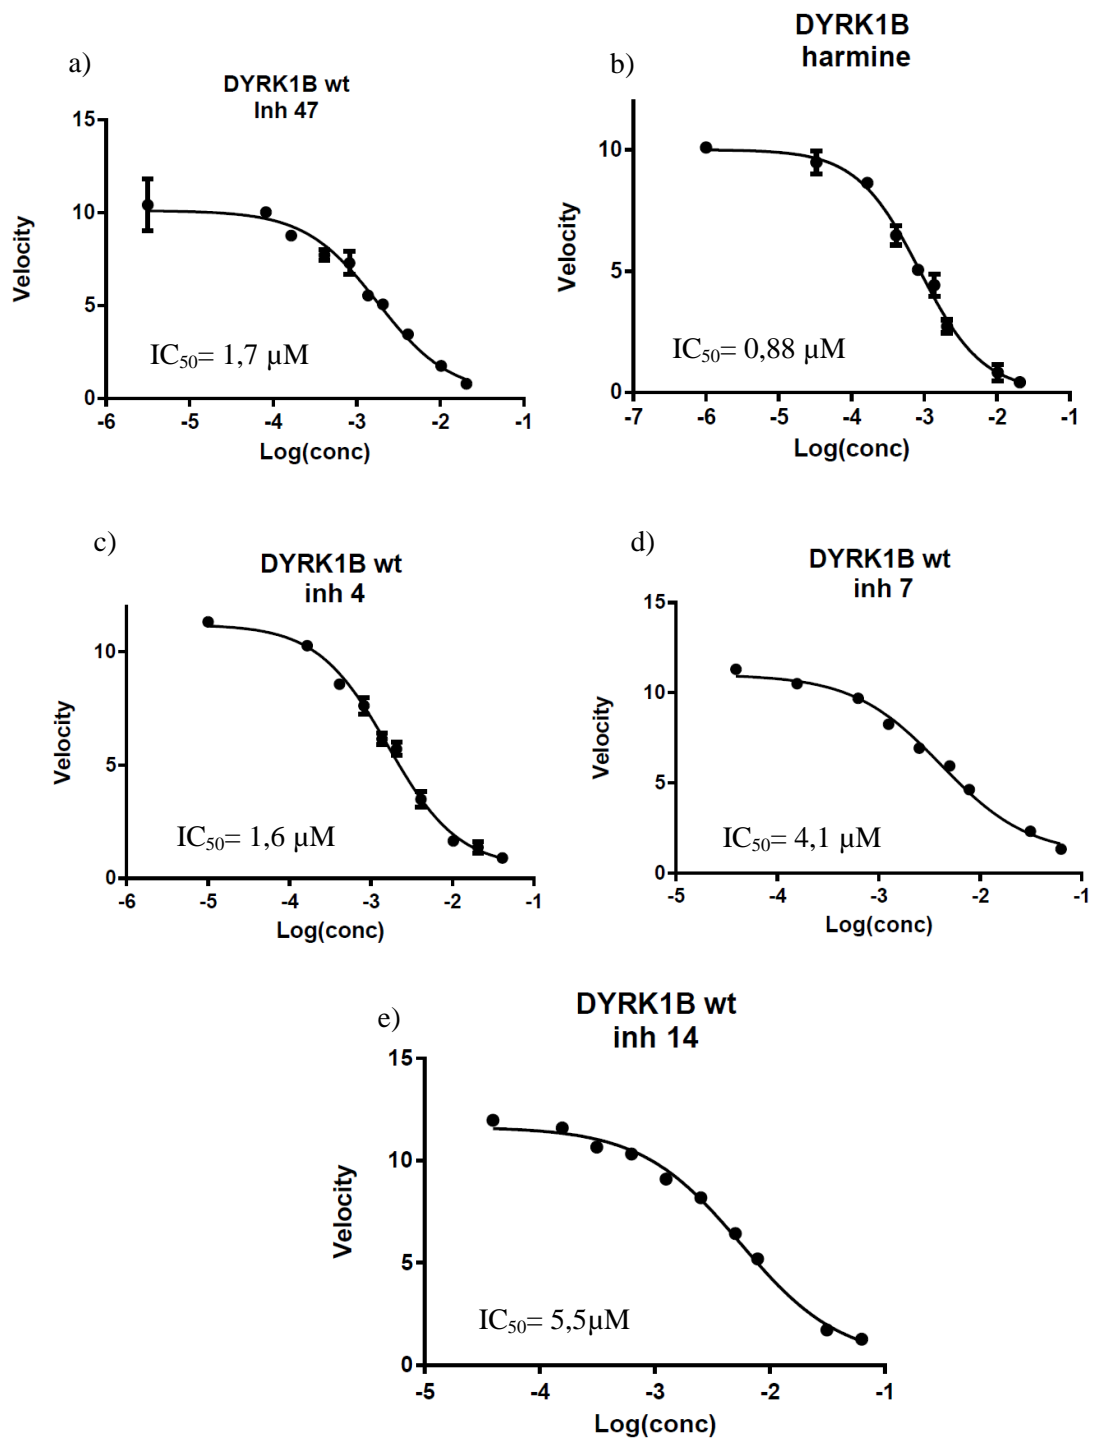 a)
DYRK1B wt
Inh 47
15
10
5
0
-6 -5 -4 -3 -2 -1
Velocity
Log(conc)
IC₅₀= 1,7 µM
b)
DYRK1B
harmine
10
5
0
-7 -6 -5 -4 -3 -2 -1
Velocity
Log(conc)
IC₅₀= 0,88 µM
c)
DYRK1B wt
inh 4
10
5
0
-6 -5 -4 -3 -2 -1
Velocity
Log(conc)
IC₅₀= 1,6 µM
d)
DYRK1B wt
inh 7
15
10
5
0
-5 -4 -3 -2 -1
Velocity
Log(conc)
IC₅₀= 4,1 µM
e)
DYRK1B wt
inh 14
15
10
5
0
-5 -4 -3 -2 -1
Velocity
Log(conc)
IC₅₀= 5,5µM